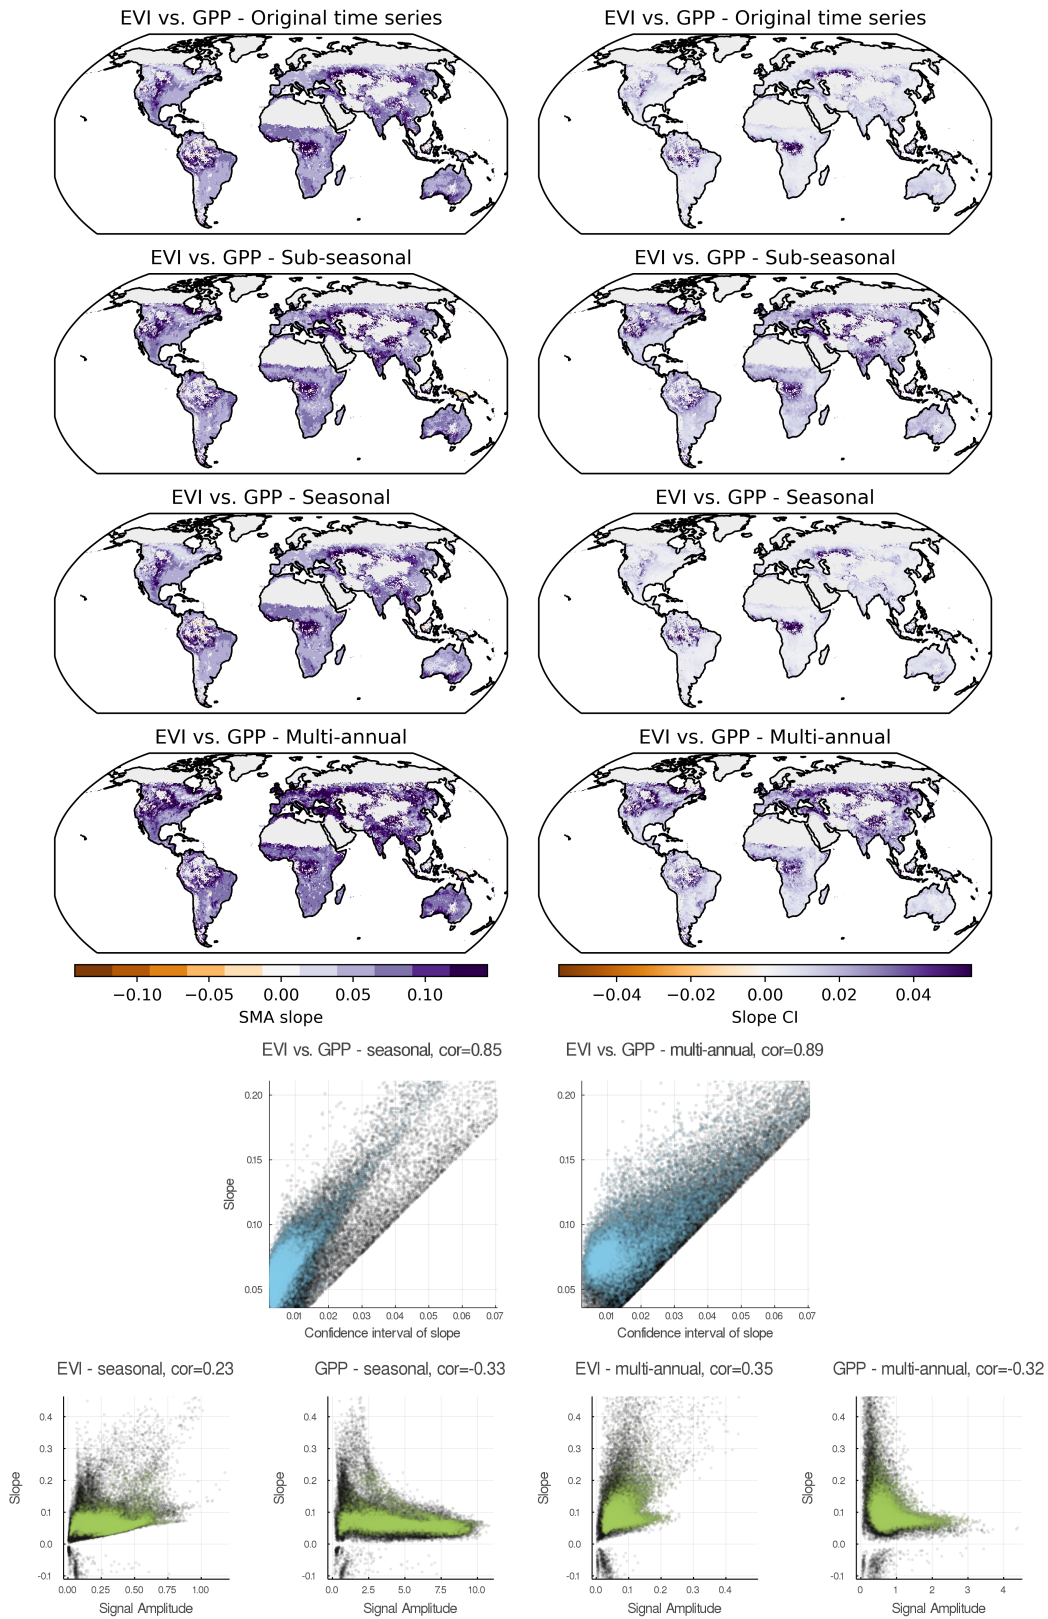 EVI vs. GPP - Original time series
EVI vs. GPP - Original time series
EVI vs. GPP - Sub-seasonal
EVI vs. GPP - Sub-seasonal
EVI vs. GPP - Seasonal
EVI vs. GPP - Seasonal
EVI vs. GPP - Multi-annual
EVI vs. GPP - Multi-annual
−0.10 −0.05 0.00 0.05 0.10
SMA slope
−0.04 −0.02 0.00 0.02 0.04
Slope CI
EVI vs. GPP - seasonal, cor=0.85
0.20
0.15
0.10
0.05
Slope
0.01 0.02 0.03 0.04 0.05 0.06 0.07
Confidence interval of slope
EVI vs. GPP - multi-annual, cor=0.89
0.20
0.15
0.10
0.05
0.01 0.02 0.03 0.04 0.05 0.06 0.07
Confidence interval of slope
EVI - seasonal, cor=0.23
0.4
0.3
0.2
0.1
0.0
-0.1
Slope
0.00 0.25 0.50 0.75 1.00
Signal Amplitude
GPP - seasonal, cor=-0.33
0.4
0.3
0.2
0.1
0.0
-0.1
Slope
0.0 2.5 5.0 7.5 10.0
Signal Amplitude
EVI - multi-annual, cor=0.35
0.4
0.3
0.2
0.1
0.0
-0.1
Slope
0.0 0.1 0.2 0.3 0.4
Signal Amplitude
GPP - multi-annual, cor=-0.32
0.4
0.3
0.2
0.1
0.0
-0.1
Slope
0 1 2 3 4
Signal Amplitude